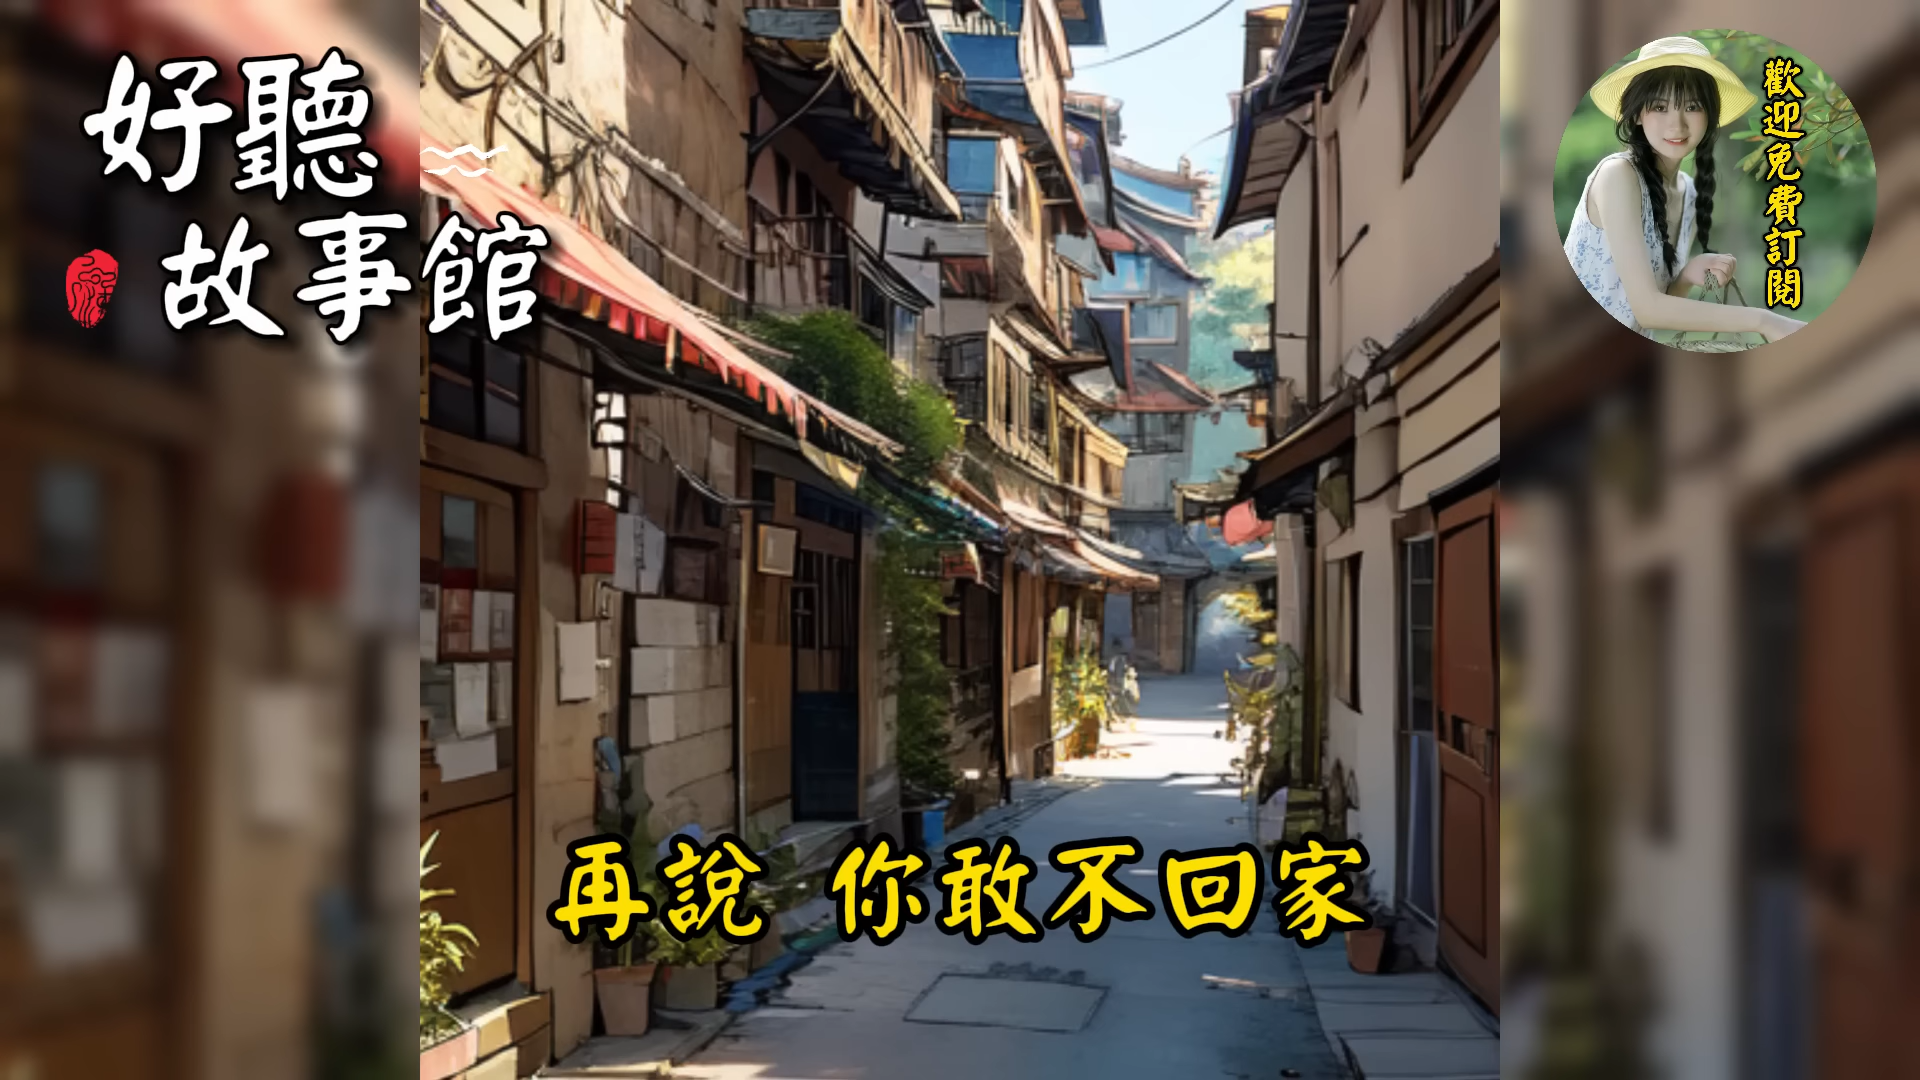 好聽
故事館
歡迎免費訂閱
再說 你敢不回家